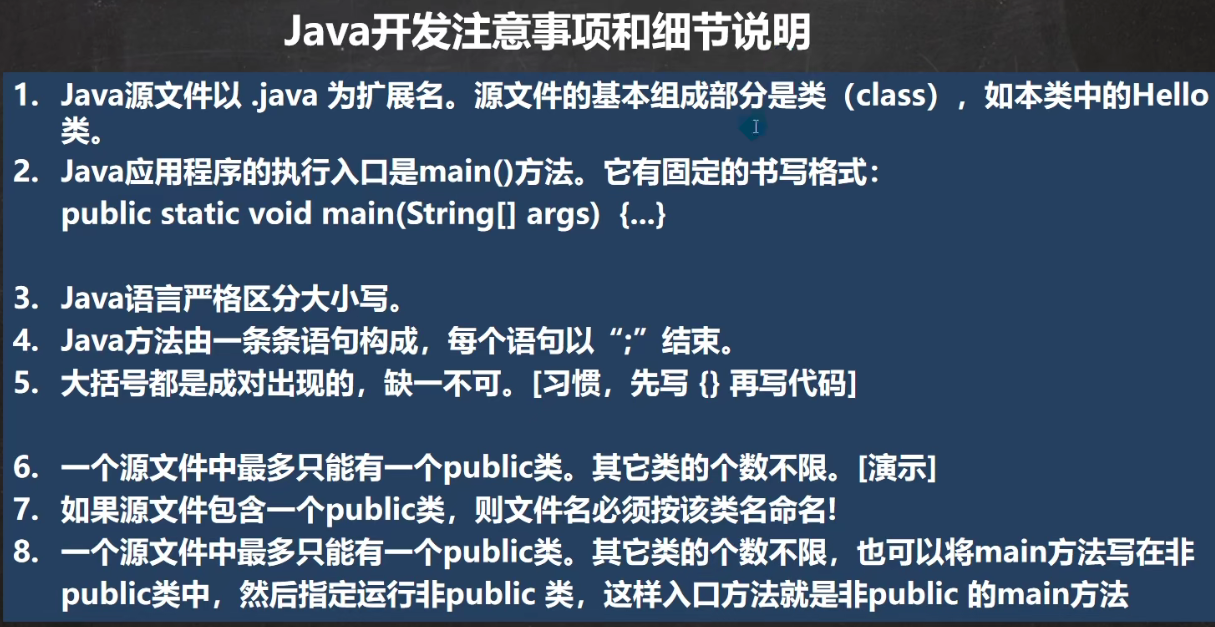 Java开发注意事项和细节说明
1. Java源文件以 .java 为扩展名。源文件的基本组成部分是类（class），如本类中的Hello
类。
2. Java应用程序的执行入口是main()方法。它有固定的书写格式：
public static void main(String[] args) {...}
3. Java语言严格区分大小写。
4. Java方法由一条条语句构成，每个语句以“;”结束。
5. 大括号都是成对出现的，缺一不可。[习惯，先写 {} 再写代码]
6. 一个源文件中最多只能有一个public类。其它类的个数不限。[演示]
7. 如果源文件包含一个public类，则文件名必须按该类名命名!
8. 一个源文件中最多只能有一个public类。其它类的个数不限，也可以将main方法写在非
public类中，然后指定运行非public 类，这样入口方法就是非public 的main方法